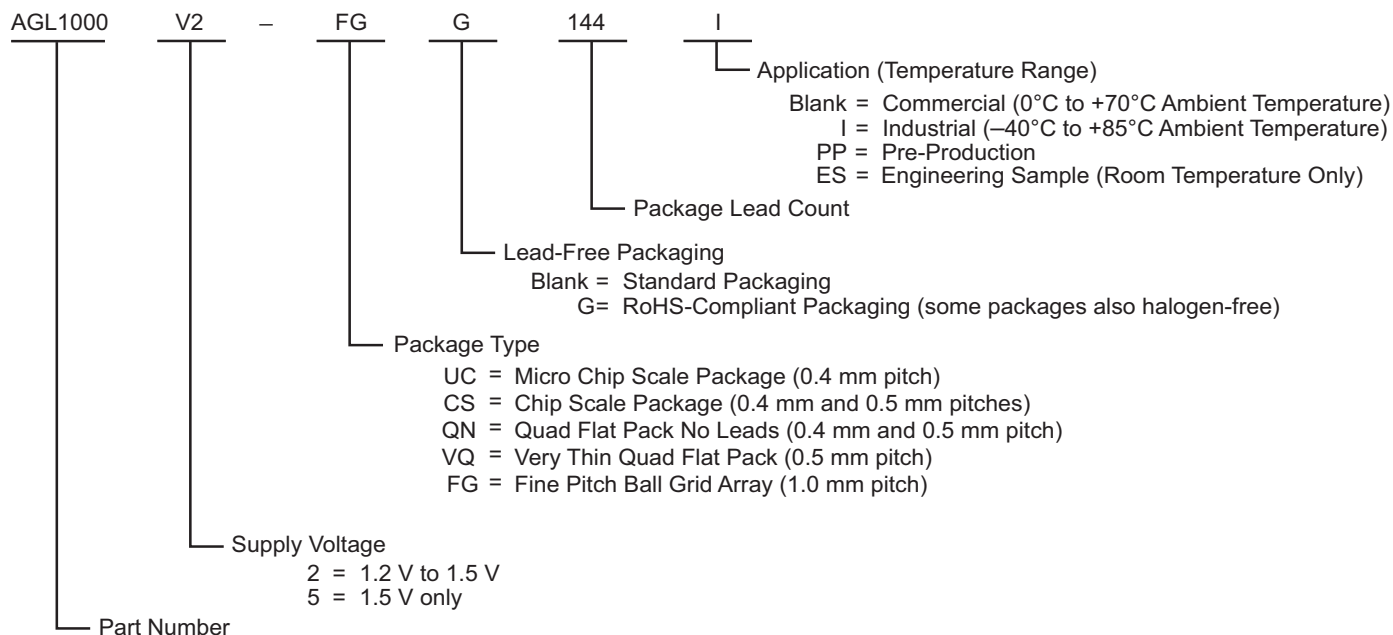 AGL1000 V2 – FG G 144 I
Application (Temperature Range)
Blank = Commercial (0°C to +70°C Ambient Temperature)
I = Industrial (–40°C to +85°C Ambient Temperature)
PP = Pre-Production
ES = Engineering Sample (Room Temperature Only)
Package Lead Count
Lead-Free Packaging
Blank = Standard Packaging
G= RoHS-Compliant Packaging (some packages also halogen-free)
Package Type
UC = Micro Chip Scale Package (0.4 mm pitch)
CS = Chip Scale Package (0.4 mm and 0.5 mm pitches)
QN = Quad Flat Pack No Leads (0.4 mm and 0.5 mm pitch)
VQ = Very Thin Quad Flat Pack (0.5 mm pitch)
FG = Fine Pitch Ball Grid Array (1.0 mm pitch)
Supply Voltage
2 = 1.2 V to 1.5 V
5 = 1.5 V only
Part Number